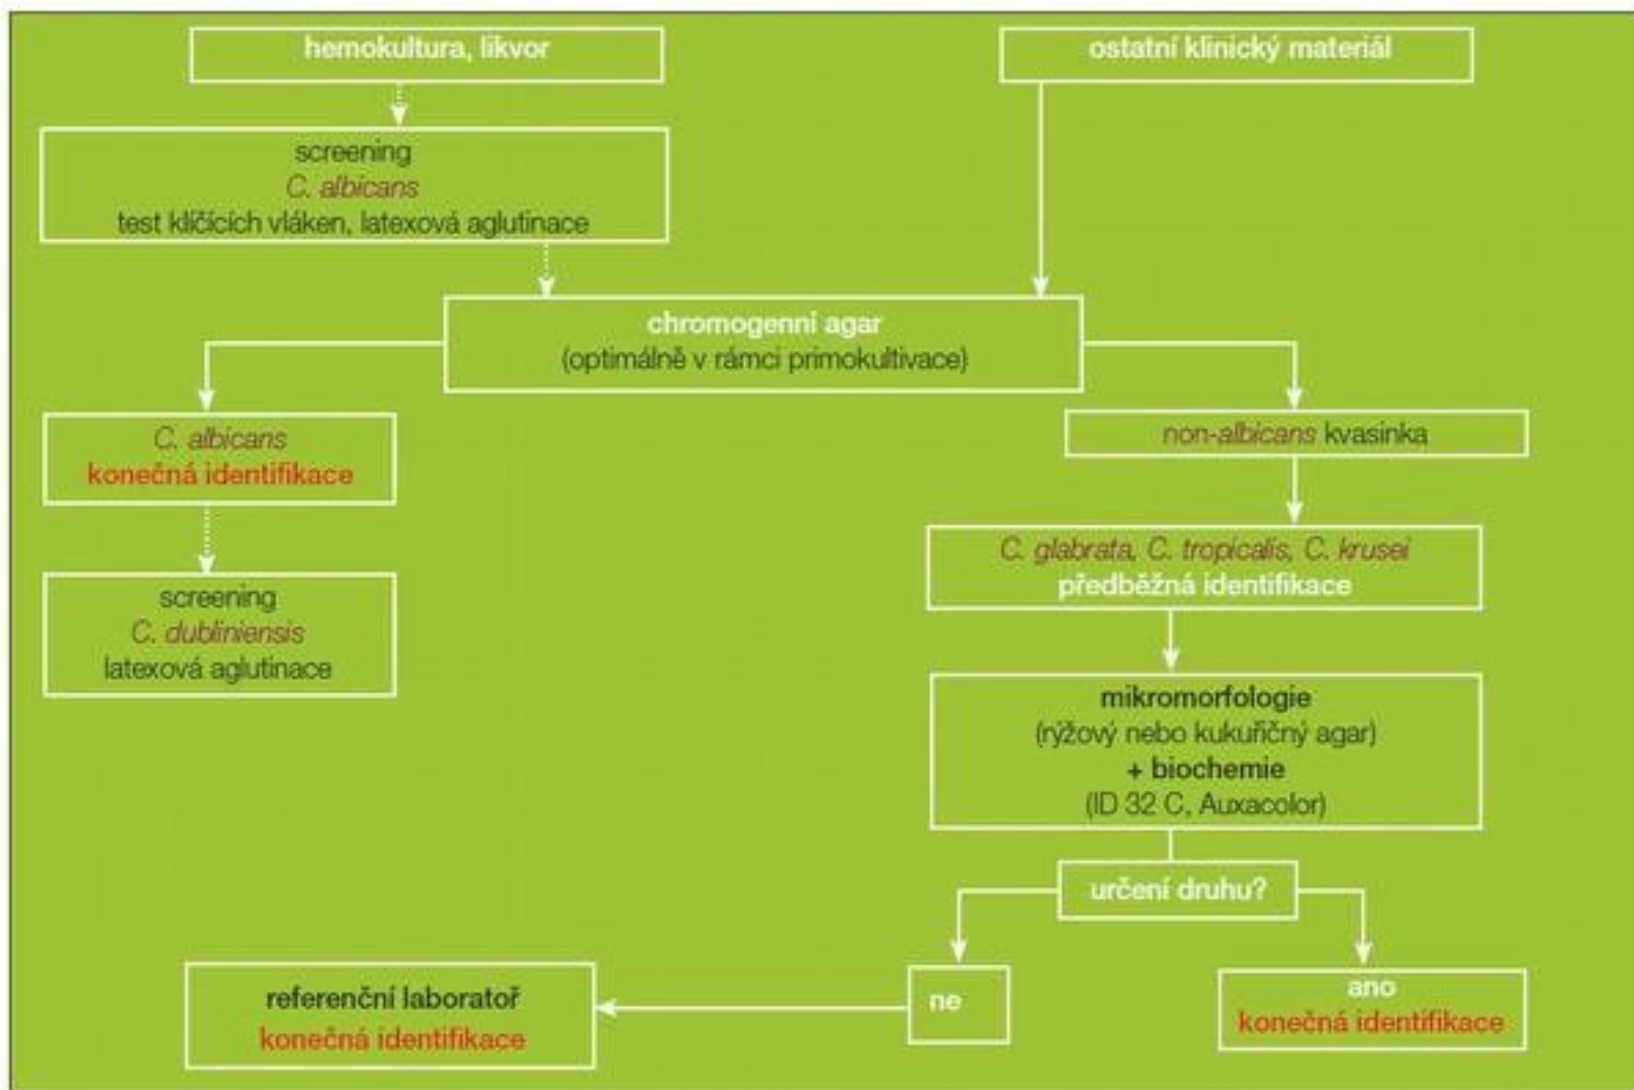 hemokultura, likvor
ostatní klinický materiál
screening
C. albicans
test klíčících vláken, latexová aglutinace
chromogenní agar
(optimálně v rámci primokultivace)
C. albicans
konečná identifikace
non-albicans kvasinka
C. glabrata, C. tropicalis, C. krusei
předběžná identifikace
screening
C. dubliniensis
latexová aglutinace
mikromorfologie
(rýžový nebo kukuřičný agar)
+ biochemie
(ID 32 C, Auxacolor)
určení druhu?
referenční laboratoř
konečná identifikace
ne
ano
konečná identifikace